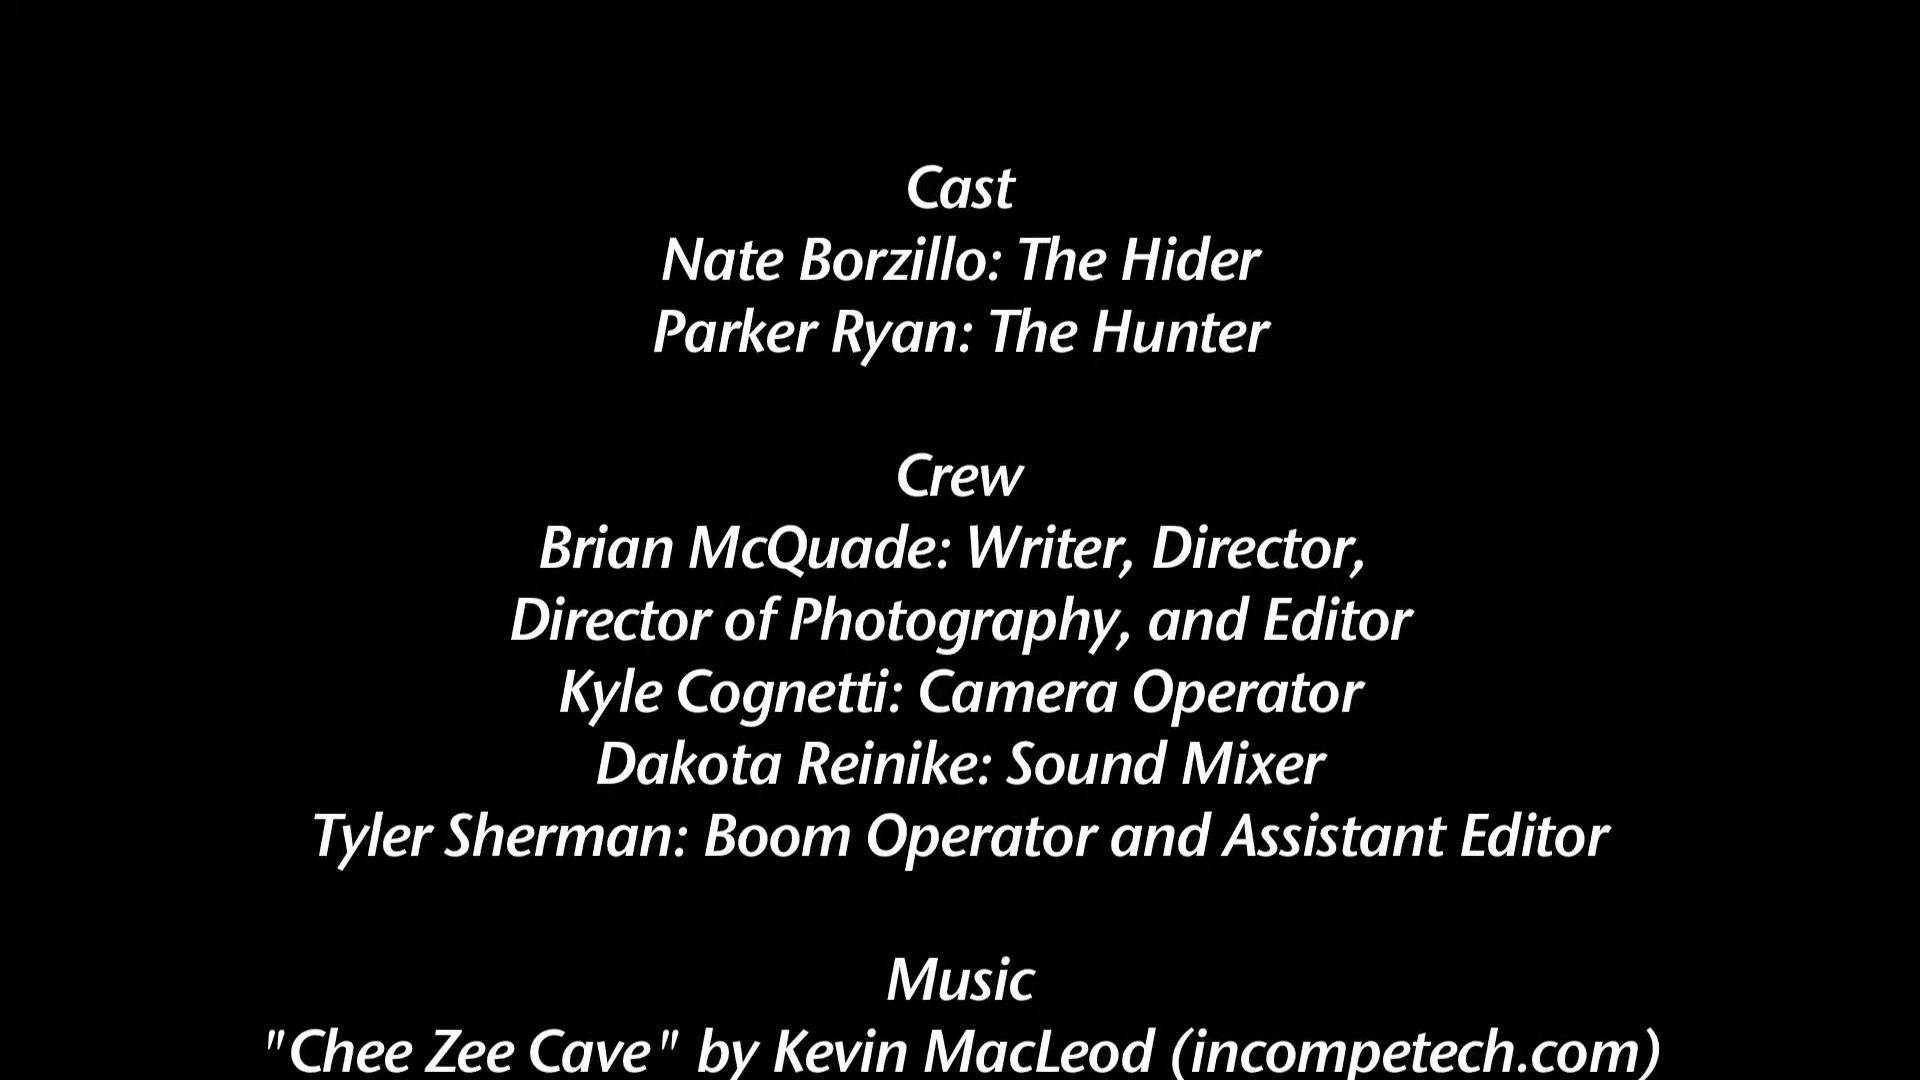 Cast
Nate Borzillo: The Hider
Parker Ryan: The Hunter
Crew
Brian McQuade: Writer, Director,
Director of Photography, and Editor
Kyle Cognetti: Camera Operator
Dakota Reinike: Sound Mixer
Tyler Sherman: Boom Operator and Assistant Editor
Music
"Chee Zee Cave" by Kevin MacLeod (incompetech.com)